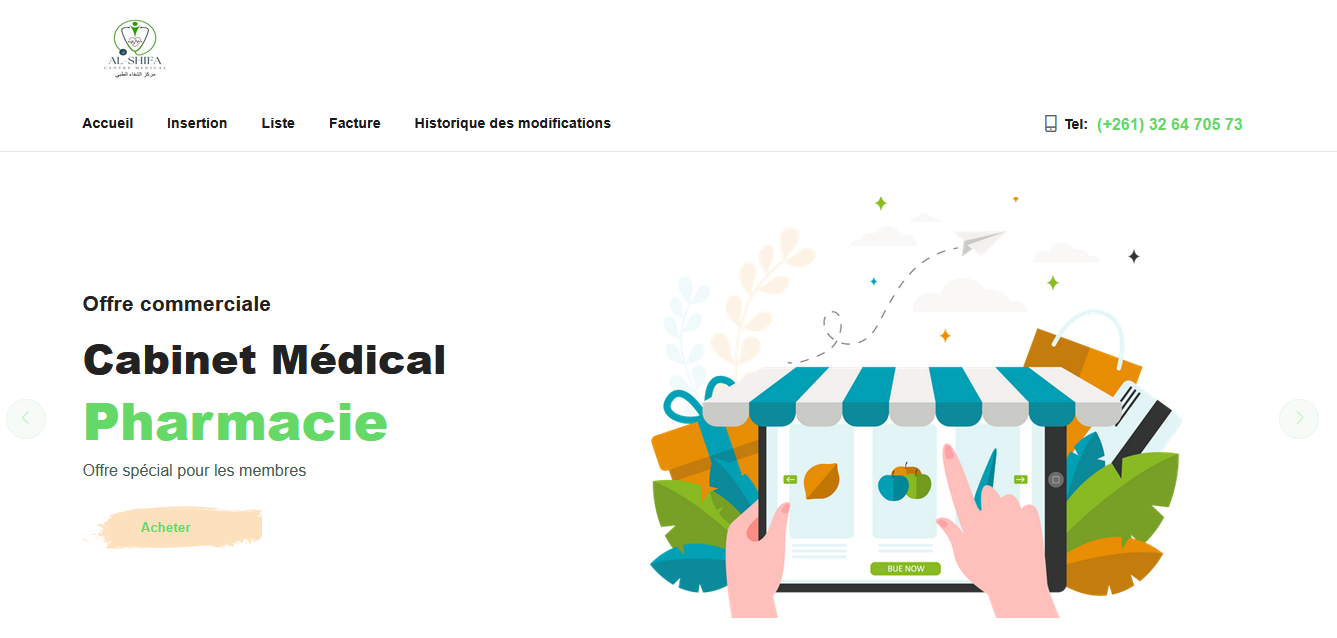 AL SHIFA
CENTRE MEDICAL
مركز الشفاء الطبي
Accueil Insertion Liste Facture Historique des modifications
Tel: (+261) 32 64 705 73
Offre commerciale
Cabinet Médical
Pharmacie
Offre spécial pour les membres
Acheter
BUE NOW